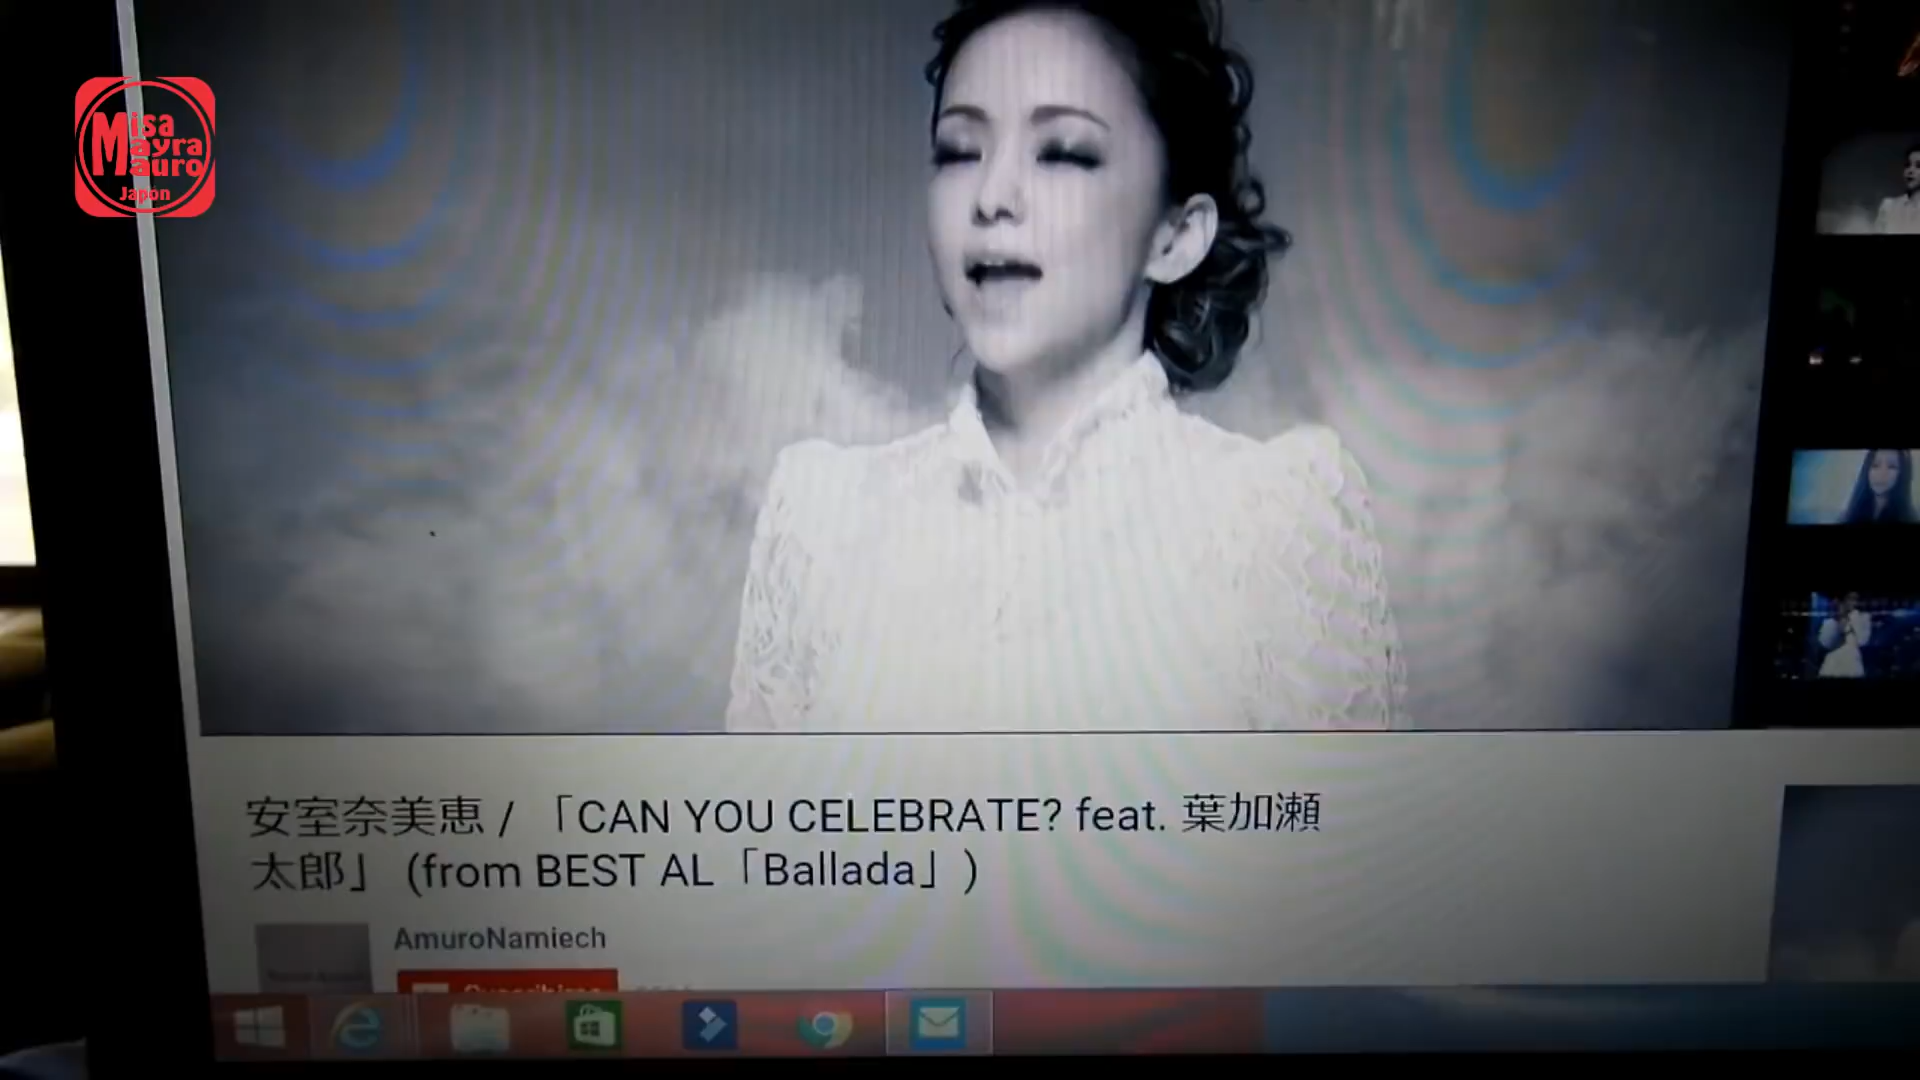 Misa
Mayra
Mauro
Japón
安室奈美恵 / 「CAN YOU CELEBRATE? feat. 葉加瀬
太郎」 (from BEST AL「Ballada」)
AmuroNamiech